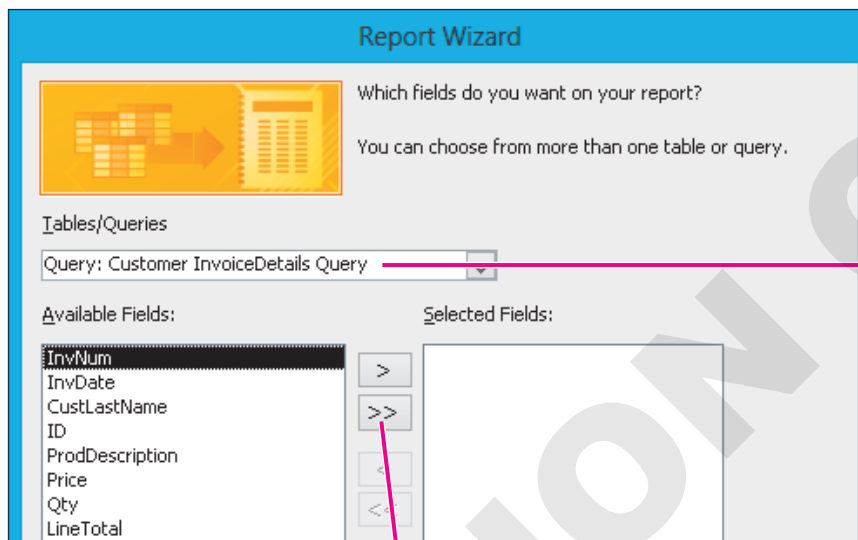 Report Wizard
Which fields do you want on your report?
You can choose from more than one table or query.
Tables/Queries
Query: Customer InvoiceDetails Query
Available Fields:
Selected Fields:
InvNum
InvDate
CustLastName
ID
ProdDescription
Price
Qty
LineTotal
>
>>
<
<<
ON